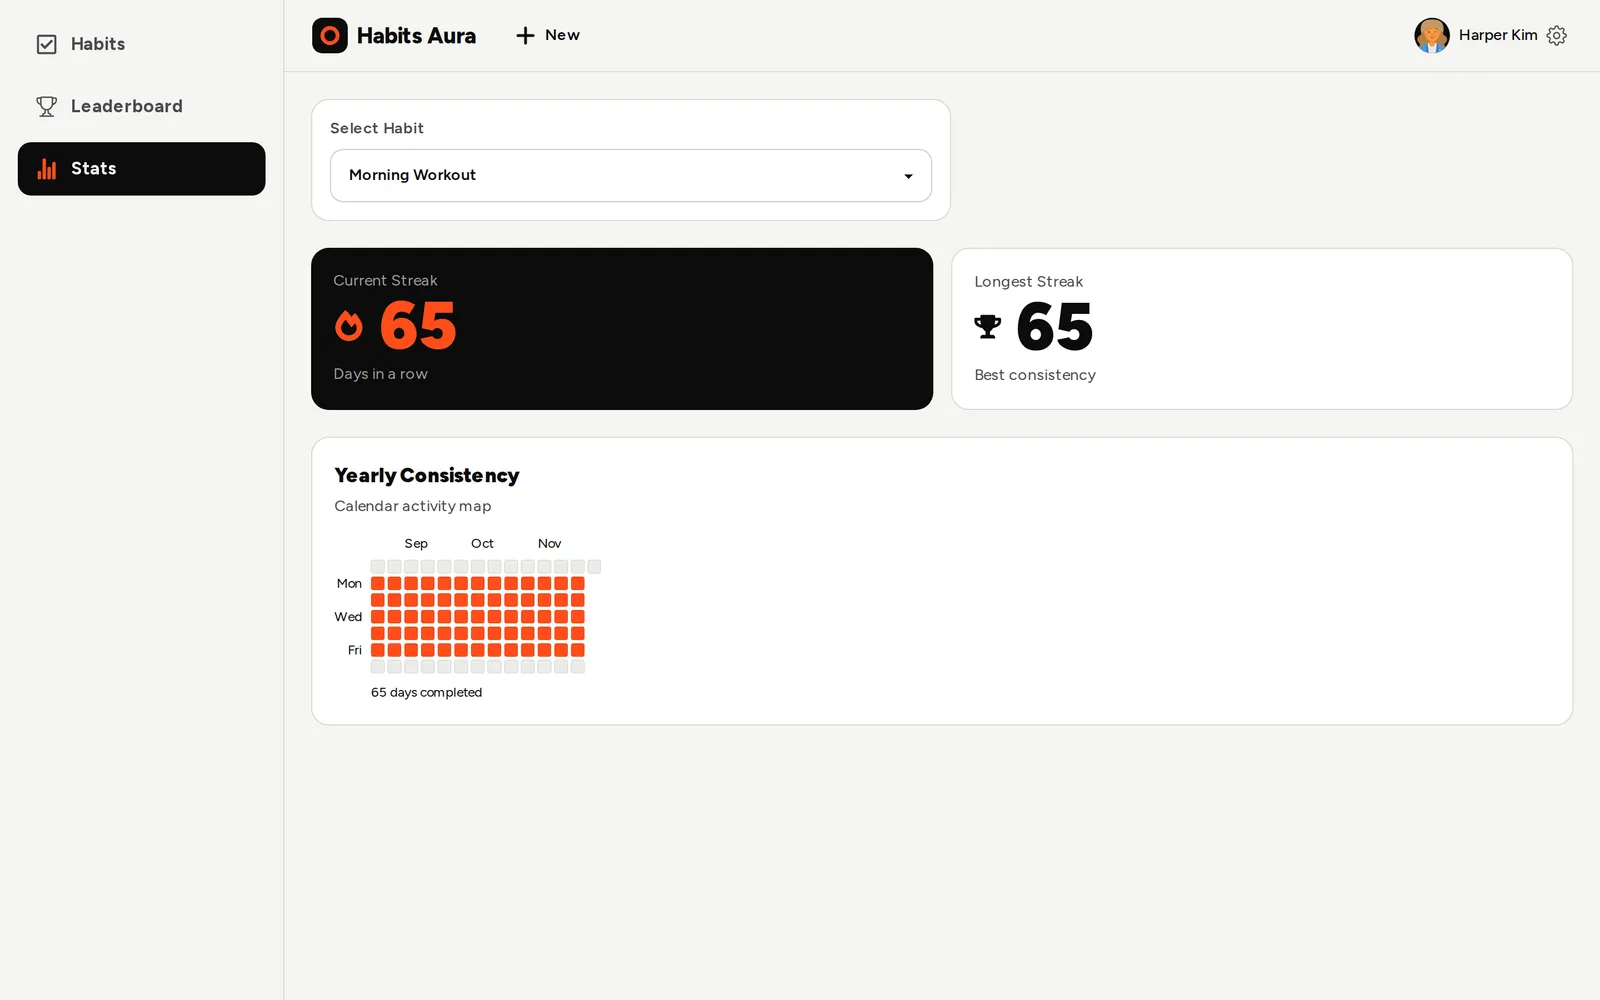 Habits
Leaderboard
Stats
Habits Aura
New
Harper Kim
Select Habit
Morning Workout
Current Streak
65
Days in a row
Longest Streak
65
Best consistency
Yearly Consistency
Calendar activity map
Sep Oct Nov
Mon
Wed
Fri
65 days completed